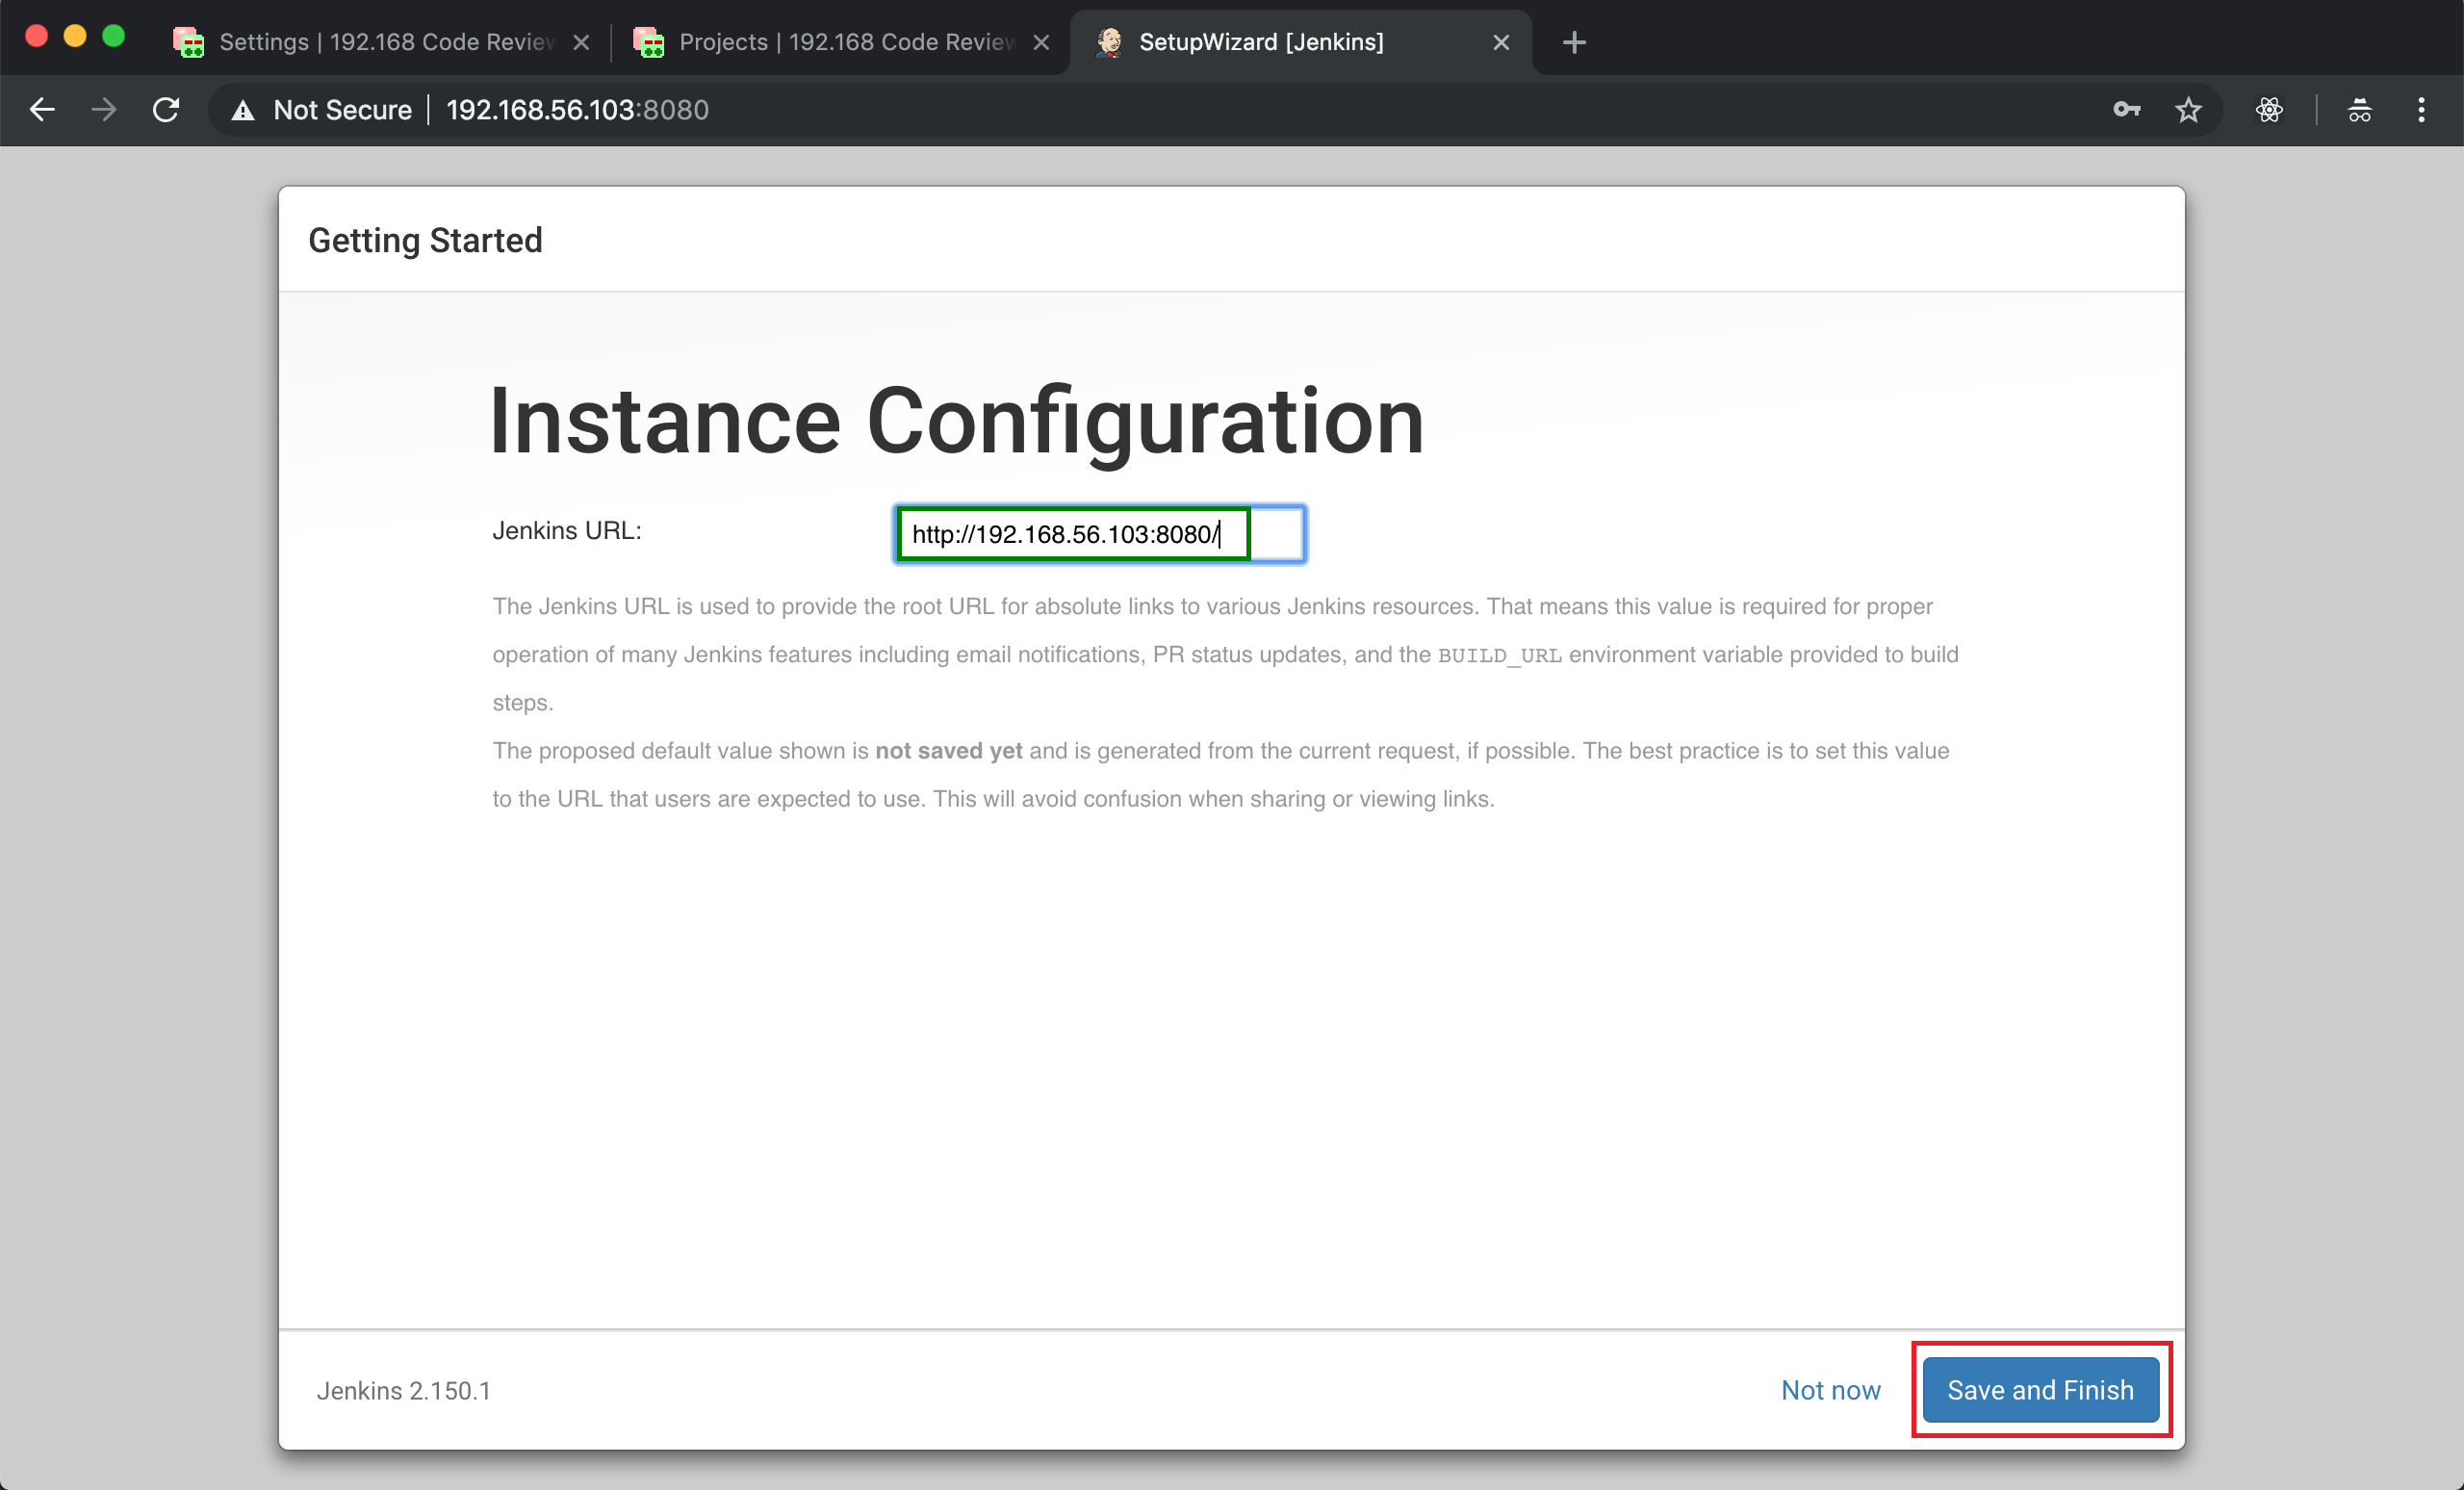 Settings | 192.168 Code Review
Projects | 192.168 Code Review
SetupWizard [Jenkins]
Not Secure | 192.168.56.103:8080
Getting Started
Instance Configuration
Jenkins URL:
http://192.168.56.103:8080/
The Jenkins URL is used to provide the root URL for absolute links to various Jenkins resources. That means this value is required for proper
operation of many Jenkins features including email notifications, PR status updates, and the BUILD_URL environment variable provided to build
steps.
The proposed default value shown is not saved yet and is generated from the current request, if possible. The best practice is to set this value
to the URL that users are expected to use. This will avoid confusion when sharing or viewing links.
Jenkins 2.150.1
Not now
Save and Finish